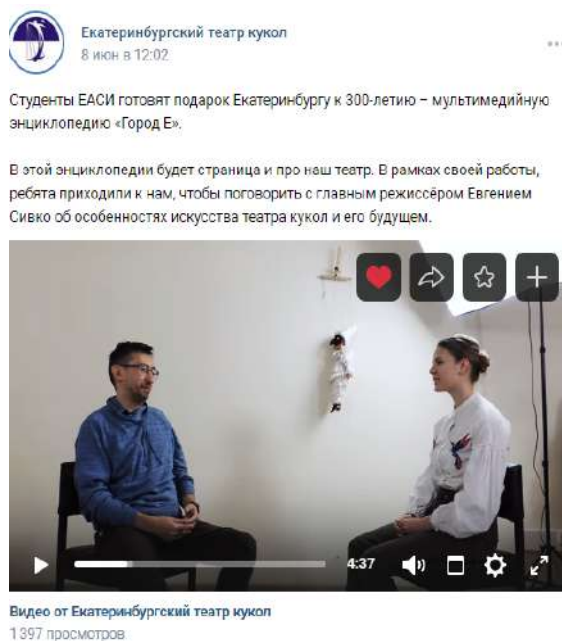 Екатеринбургский театр кукол
8 июн в 12:02
Студенты ЕАСИ готовят подарок Екатеринбургу к 300-летию – мультимедийную
энциклопедию «Город Е».
В этой энциклопедии будет страница и про наш театр. В рамках своей работы,
ребята приходили к нам, чтобы поговорить с главным режиссёром Евгением
Сивко об особенностях искусства театра кукол и его будущем.
4:37
Видео от Екатеринбургский театр кукол
1 397 просмотров